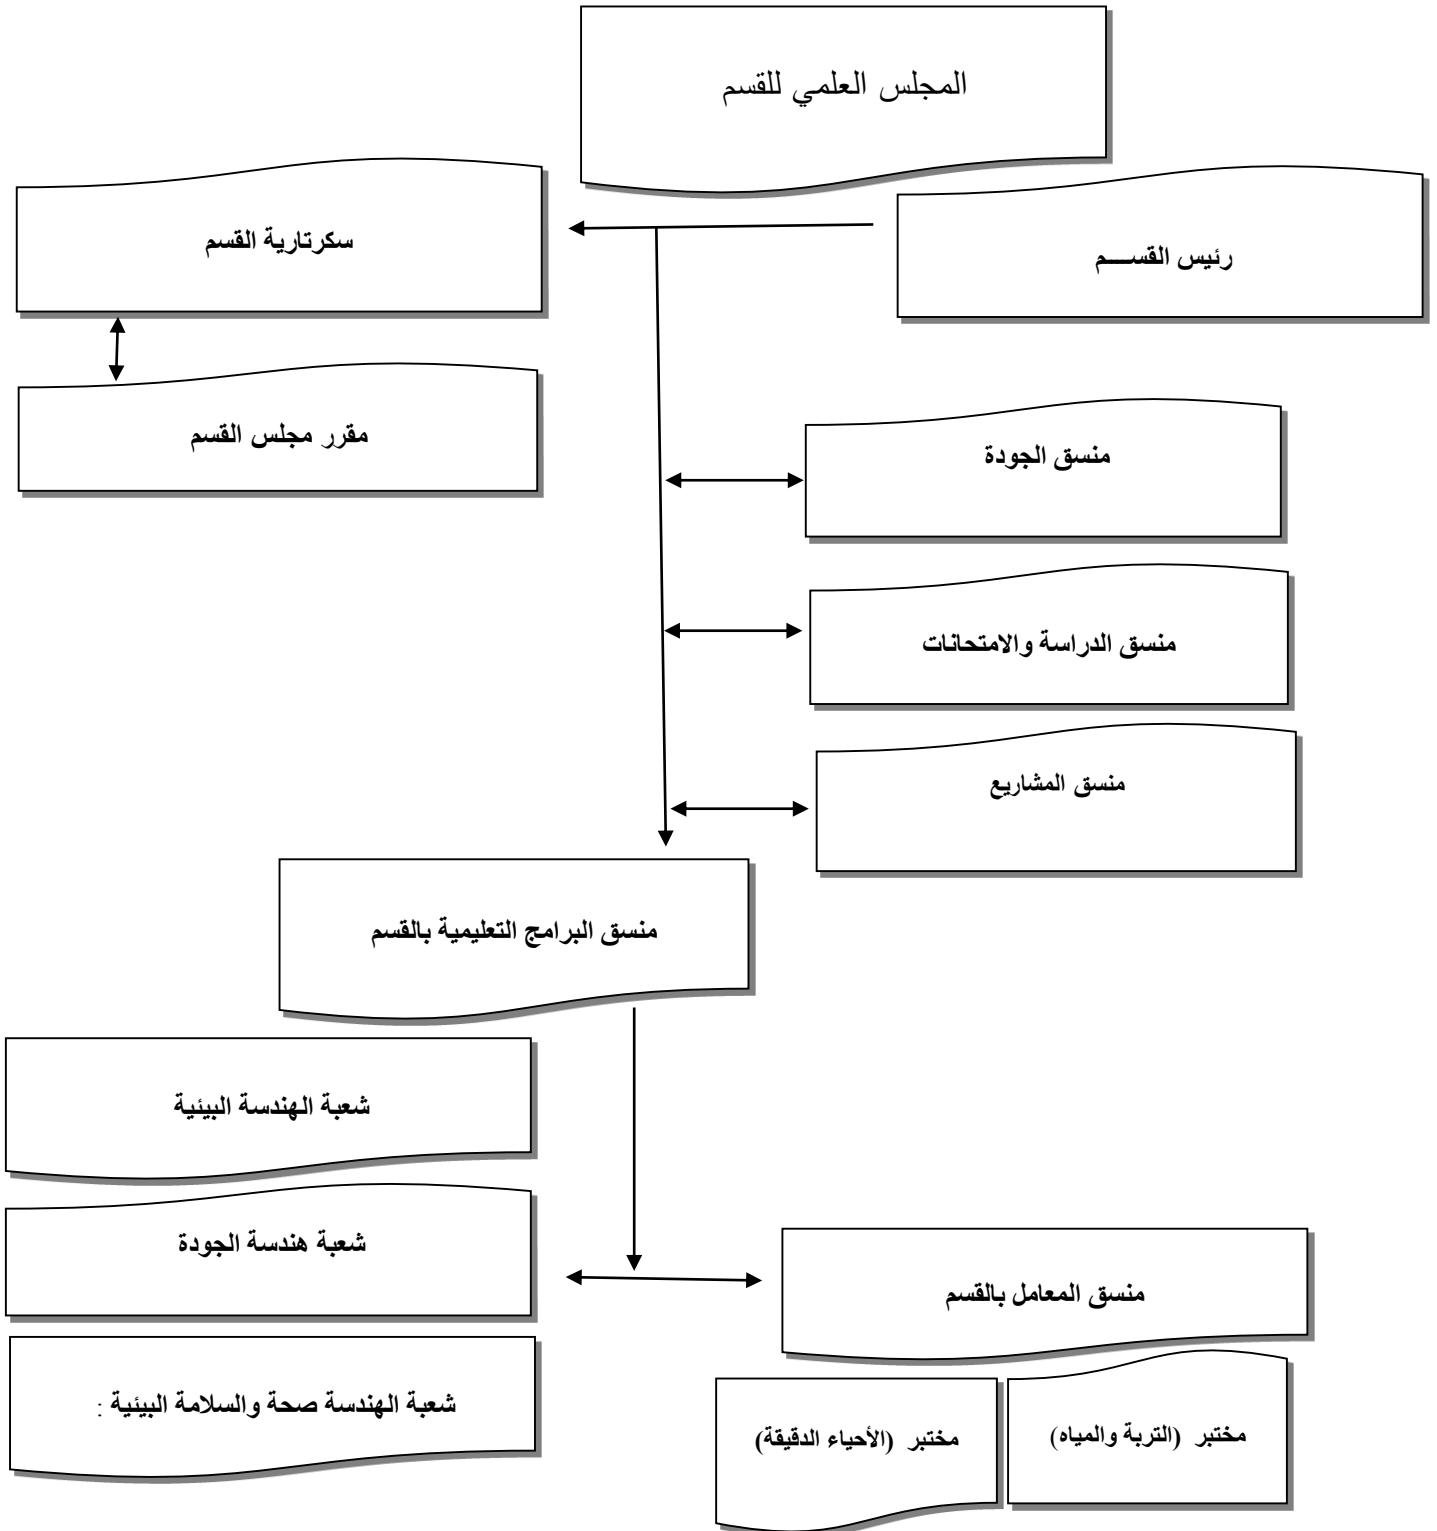 المجلس العلمي للقسم
رئيس القســـم
سكرتارية القسم
مقرر مجلس القسم
منسق الجودة
منسق الدراسة والامتحانات
منسق المشاريع
منسق البرامج التعليمية بالقسم
شعبة الهندسة البيئية
شعبة هندسة الجودة
شعبة الهندسة صحة والسلامة البيئية :
منسق المعامل بالقسم
مختبر (التربة والمياه)
مختبر (الأحياء الدقيقة)